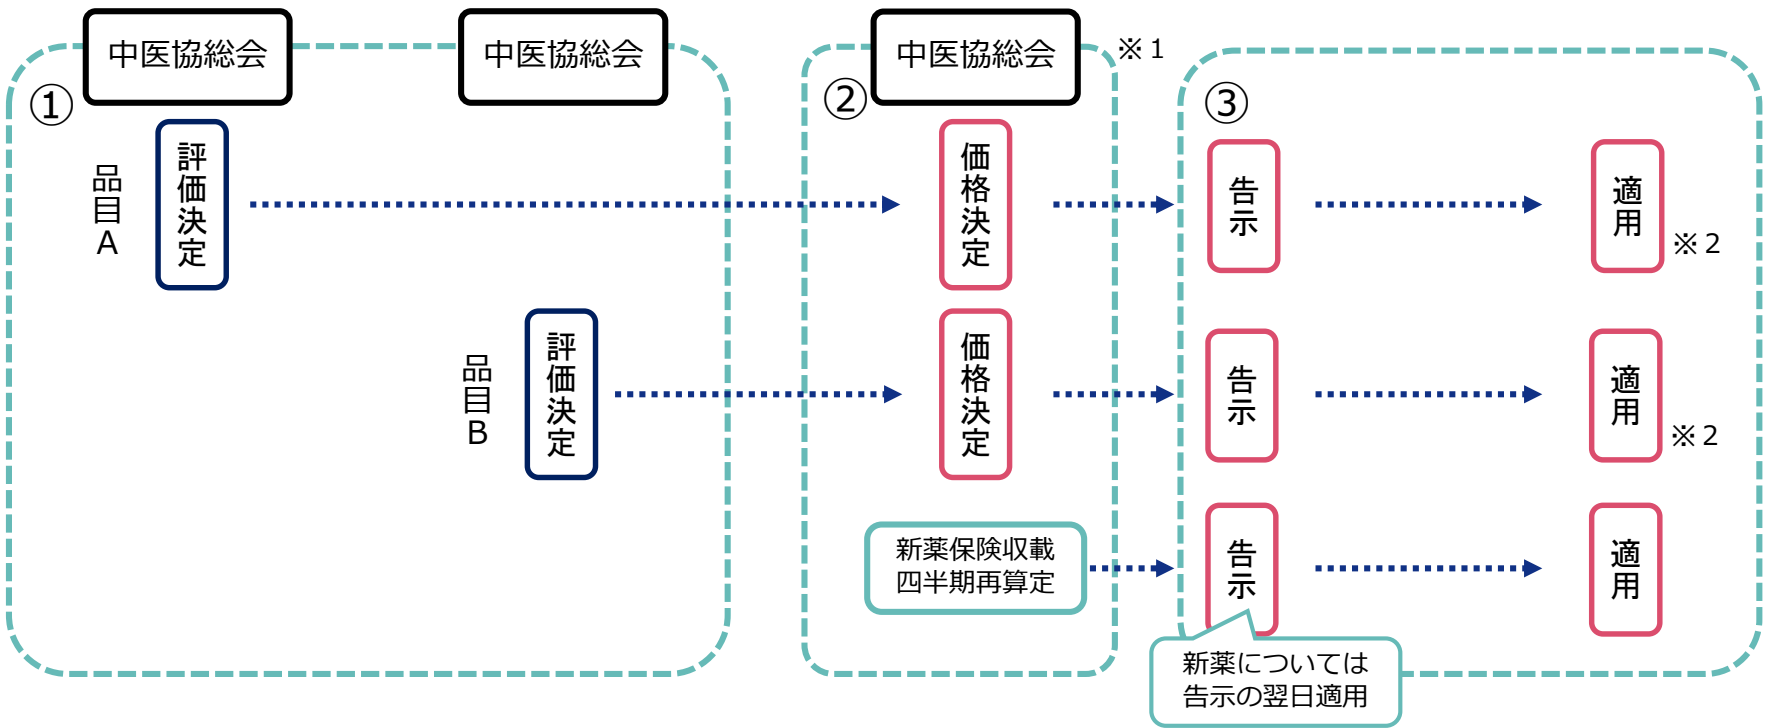 中医協総会
中医協総会
中医協総会
※１
①
②
③
品目A
評価決定
価格決定
告示
適用
※２
品目B
評価決定
価格決定
告示
適用
※２
新薬保険収載
四半期再算定
告示
適用
新薬については
告示の翌日適用